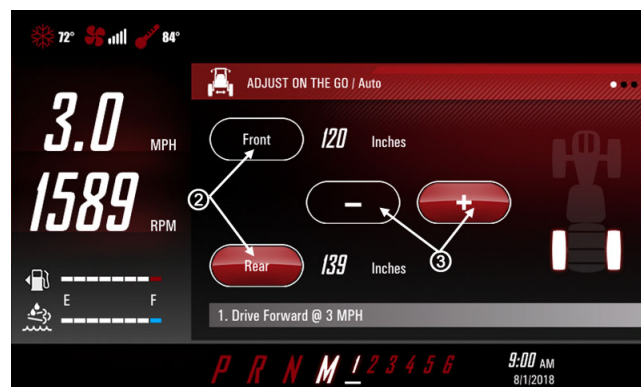 72° 84°
ADJUST ON THE GO / Auto
3.0 MPH
Front 120 Inches
1589 RPM
②
− +
③
Rear 139 Inches
E F
1. Drive Forward @ 3 MPH
P R N M 1 2 3 4 5 6
9:00 AM
8/1/2018